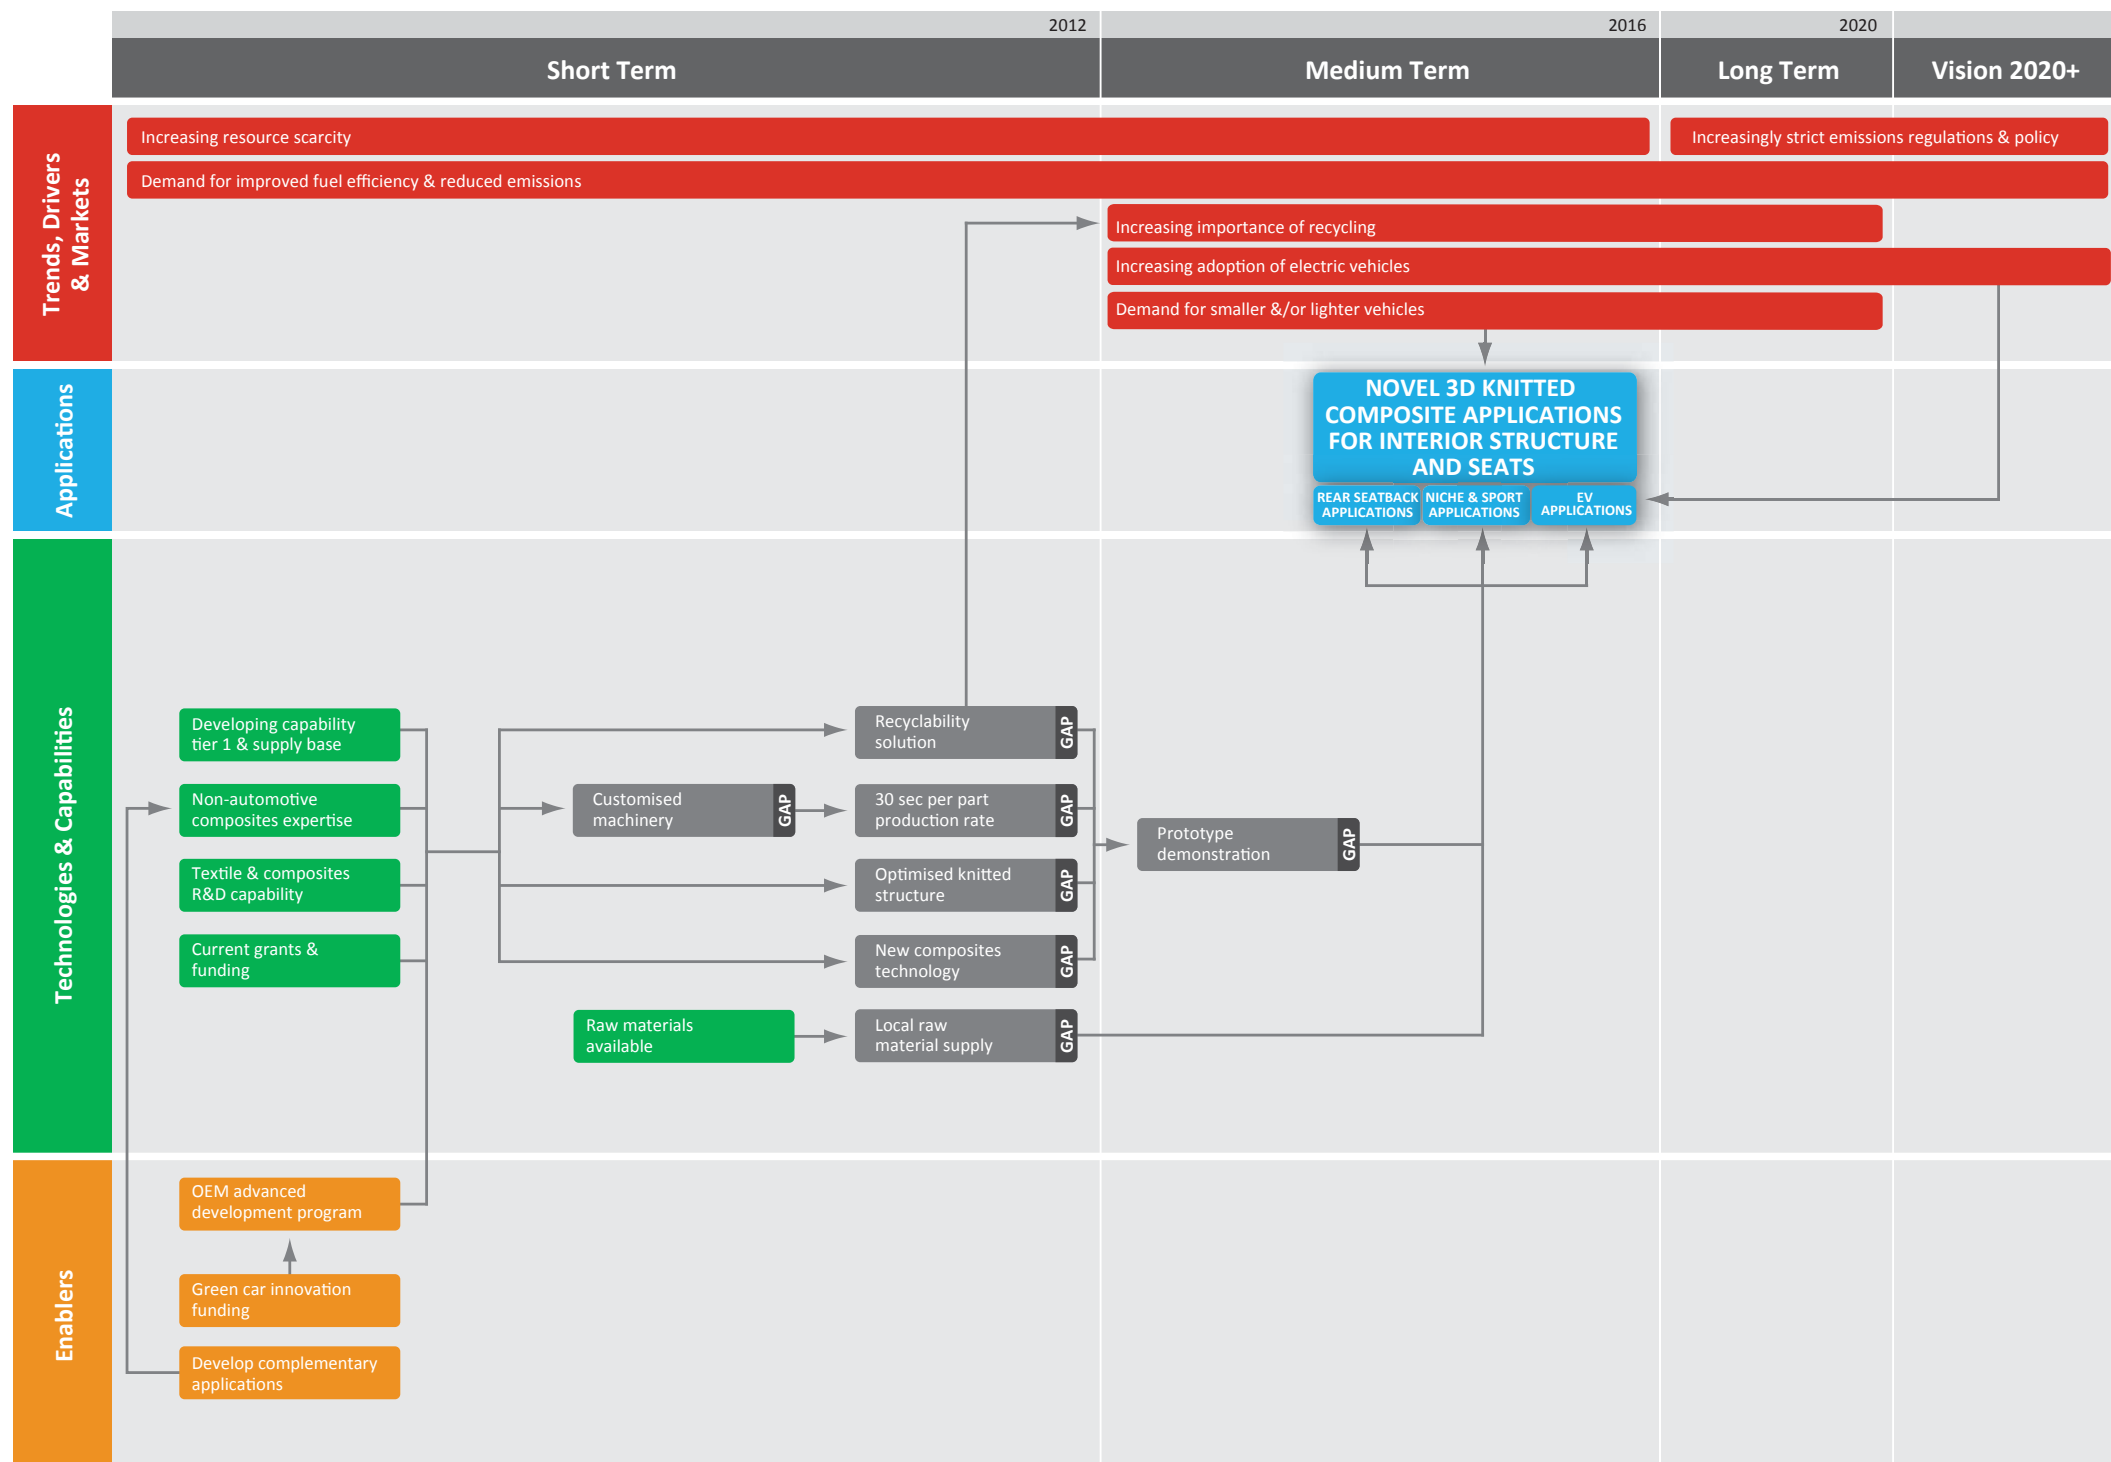 2012
2016
2020
Short Term
Medium Term
Long Term
Vision 2020+
Trends, Drivers
& Markets
Increasing resource scarcity
Increasingly strict emissions regulations & policy
Demand for improved fuel efficiency & reduced emissions
Increasing importance of recycling
Increasing adoption of electric vehicles
Demand for smaller &/or lighter vehicles
Applications
NOVEL 3D KNITTED
COMPOSITE APPLICATIONS
FOR INTERIOR STRUCTURE
AND SEATS
REAR SEATBACK
APPLICATIONS
NICHE & SPORT
APPLICATIONS
EV
APPLICATIONS
Technologies & Capabilities
Developing capability
tier 1 & supply base
Non-automotive
composites expertise
Textile & composites
R&D capability
Current grants &
funding
Customised
machinery
GAP
Raw materials
available
Recyclability
solution
GAP
30 sec per part
production rate
GAP
Optimised knitted
structure
GAP
New composites
technology
GAP
Local raw
material supply
GAP
Prototype
demonstration
GAP
Enablers
OEM advanced
development program
Green car innovation
funding
Develop complementary
applications